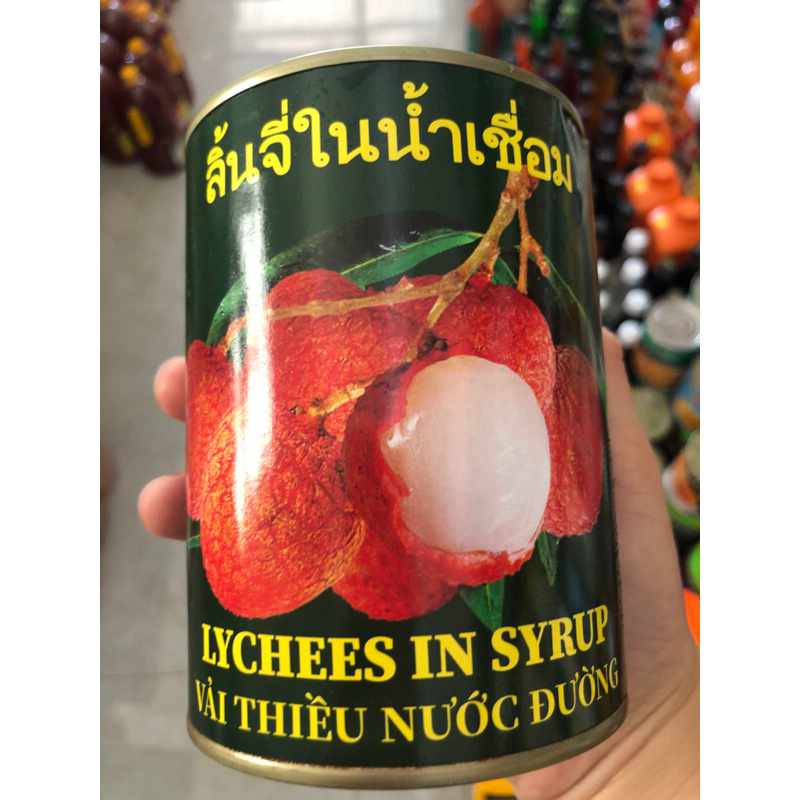 ลิ้นจี่ในน้ำเชื่อม
LYCHEES IN SYRUP
VẢI THIỀU NƯỚC ĐƯỜNG